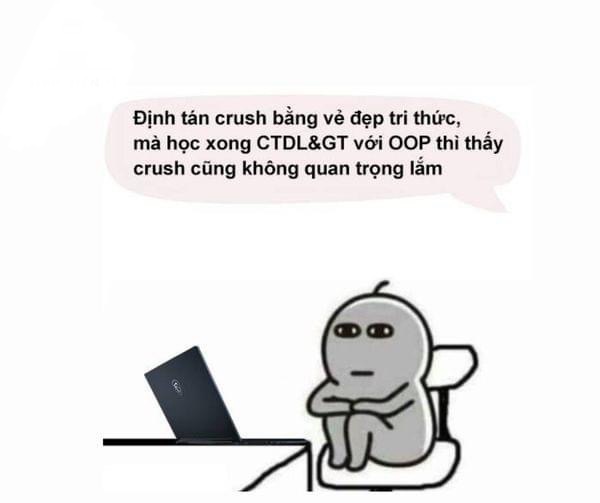 Định tán crush bằng vẻ đẹp tri thức,
mà học xong CTDL&GT với OOP thì thấy
crush cũng không quan trọng lắm